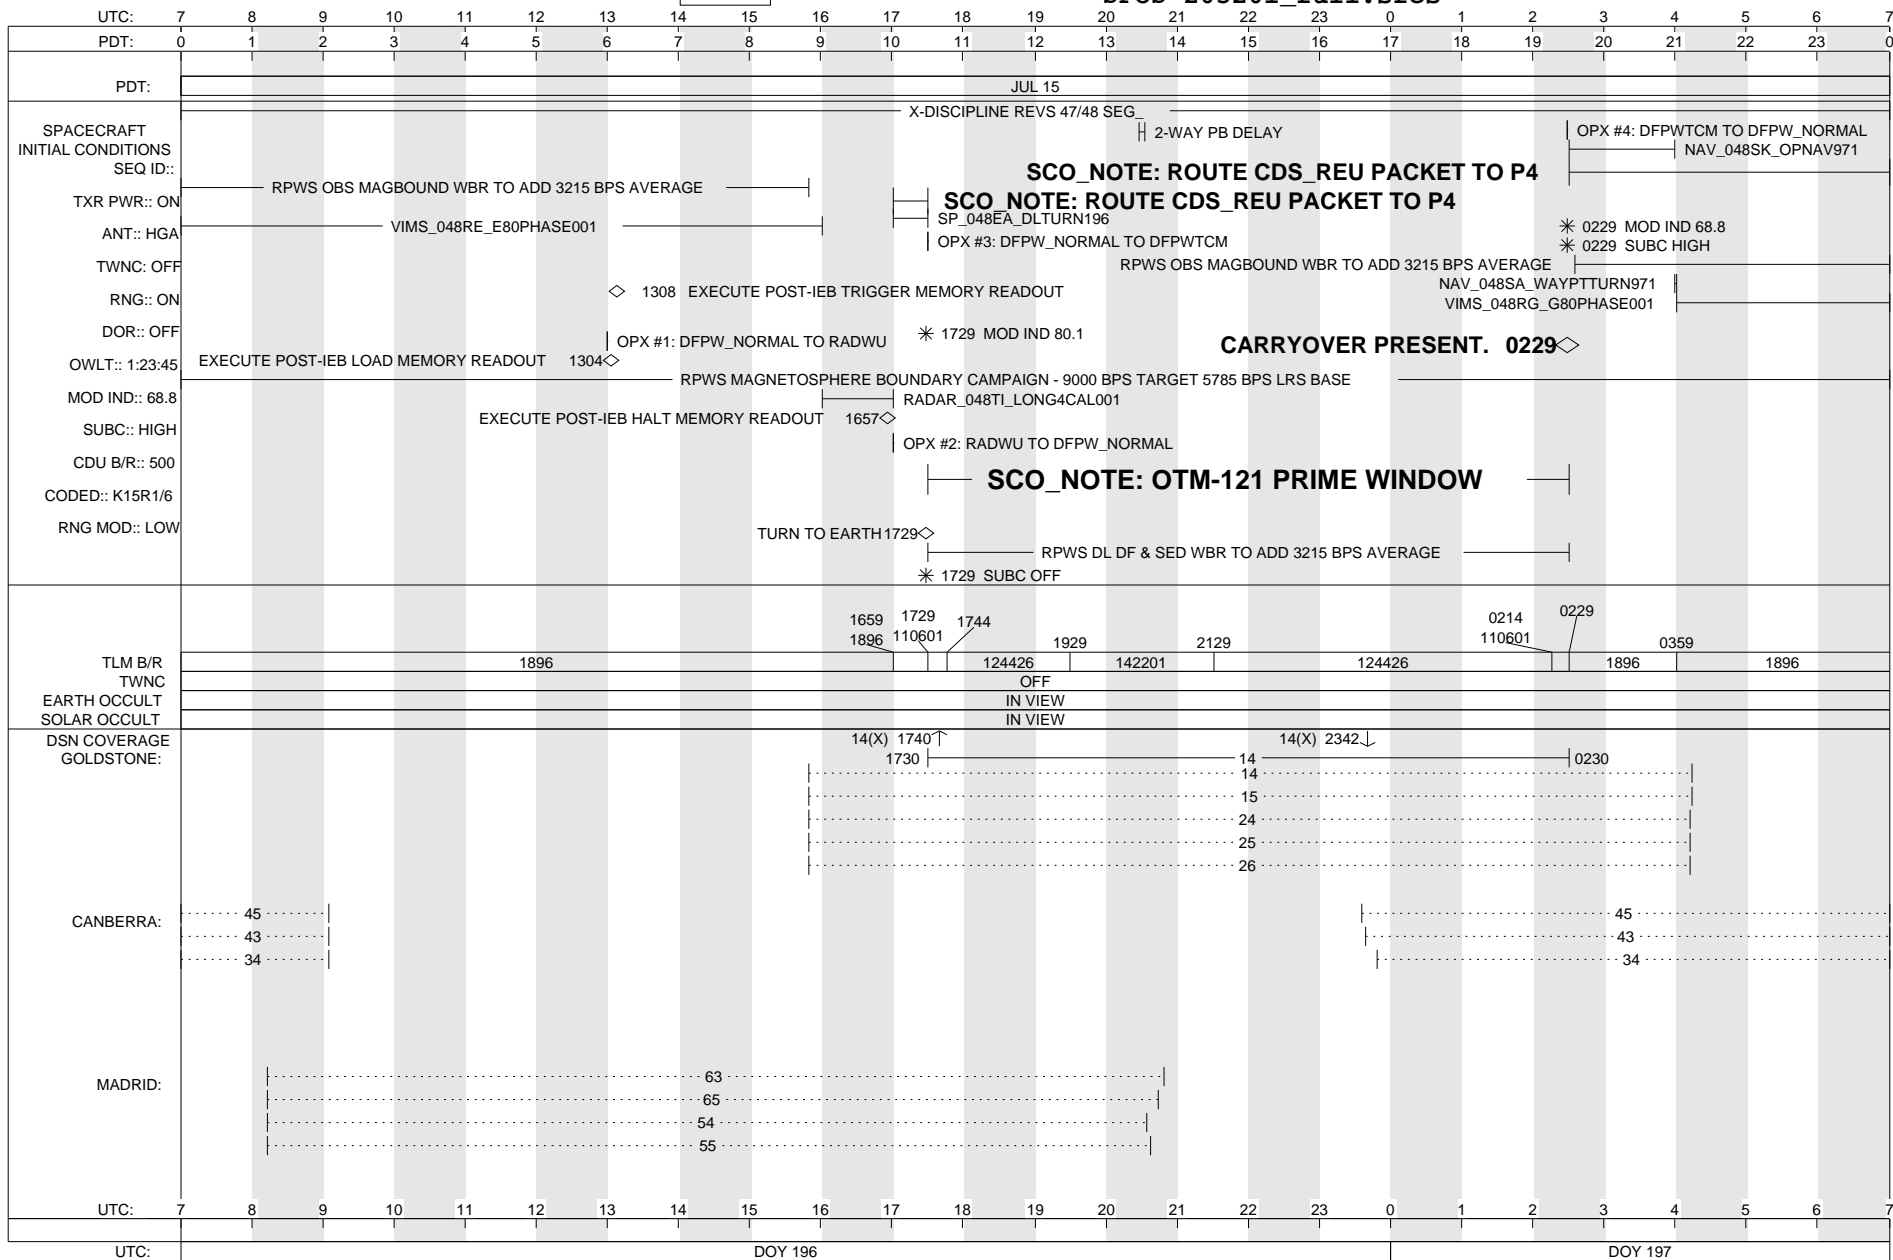 UTC: 7 8 9 10 11 12 13 14 15 16 17 18 19 20 21 22 23 0 1 2 3 4 5 6 7
PDT: 0 1 2 3 4 5 6 7 8 9 10 11 12 13 14 15 16 17 18 19 20 21 22 23 0
PDT: JUL 15
X-DISCIPLINE REVS 47/48 SEG_
SPACECRAFT
INITIAL CONDITIONS
2-WAY PB DELAY
OPX #4: DFPWTCM TO DFPW_NORMAL
NAV_048SK_OPNAV971
SEQ ID::
SCO_NOTE: ROUTE CDS_REU PACKET TO P4
RPWS OBS MAGBOUND WBR TO ADD 3215 BPS AVERAGE
TXR PWR:: ON
SCO_NOTE: ROUTE CDS_REU PACKET TO P4
SP_048EA_DLTURN196
VIMS_048RE_E80PHASE001
0229 MOD IND 68.8
ANT:: HGA
OPX #3: DFPW_NORMAL TO DFPWTCM
0229 SUBC HIGH
TWNC: OFF
RPWS OBS MAGBOUND WBR TO ADD 3215 BPS AVERAGE
NAV_048SA_WAYPTTURN971
1308 EXECUTE POST-IEB TRIGGER MEMORY READOUT
RNG:: ON
VIMS_048RG_G80PHASE001
DOR:: OFF
1729 MOD IND 80.1
OPX #1: DFPW_NORMAL TO RADWU
CARRYOVER PRESENT. 0229
EXECUTE POST-IEB LOAD MEMORY READOUT 1304
OWLT:: 1:23:45
RPWS MAGNETOSPHERE BOUNDARY CAMPAIGN - 9000 BPS TARGET 5785 BPS LRS BASE
MOD IND:: 68.8
RADAR_048TI_LONG4CAL001
EXECUTE POST-IEB HALT MEMORY READOUT 1657
SUBC:: HIGH
OPX #2: RADWU TO DFPW_NORMAL
CDU B/R:: 500
SCO_NOTE: OTM-121 PRIME WINDOW
CODED:: K15R1/6
RNG MOD:: LOW
TURN TO EARTH 1729
RPWS DL DF & SED WBR TO ADD 3215 BPS AVERAGE
1729 SUBC OFF
1659 1729 1744 0214 0229
1896 110601 1929 2129 110601 0359
TLM B/R 1896 124426 142201 124426 1896 1896
TWNC OFF
EARTH OCCULT IN VIEW
SOLAR OCCULT IN VIEW
DSN COVERAGE 14(X) 1740 14(X) 2342
GOLDSTONE: 1730 14 0230
14
15
24
25
26
CANBERRA: 45 45
43 43
34 34
MADRID: 63
65
54
55
UTC: 7 8 9 10 11 12 13 14 15 16 17 18 19 20 21 22 23 0 1 2 3 4 5 6 7
UTC: DOY 196 DOY 197